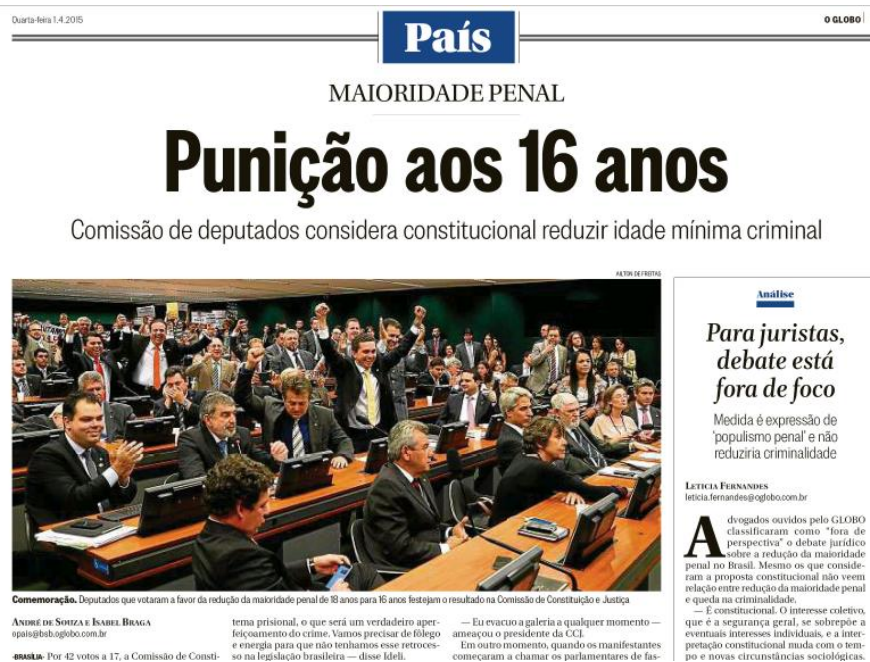 Quarta-feira 1.4.2015
País
O GLOBO
MAIORIDADE PENAL
Punição aos 16 anos
Comissão de deputados considera constitucional reduzir idade mínima criminal
AILTON DE FREITAS
Comemoração. Deputados que votaram a favor da redução da maioridade penal de 18 anos para 16 anos festejam o resultado na Comissão de Constituição e Justiça
ANDRÉ DE SOUZA E ISABEL BRAGA
opais@bsb.oglobo.com.br
-BRASÍLIA- Por 42 votos a 17, a Comissão de Consti-
tema prisional, o que será um verdadeiro aper-
feiçoamento do crime. Vamos precisar de fôlego
e energia para que não tenhamos esse retroces-
so na legislação brasileira — disse Ideli.
— Eu evacuo a galeria a qualquer momento —
ameaçou o presidente da CCJ.
Em outro momento, quando os manifestantes
começaram a chamar os parlamentares de fas-
Análise
Para juristas,
debate está
fora de foco
Medida é expressão de
'populismo penal' e não
reduziria criminalidade
LETICIA FERNANDES
leticia.fernandes@oglobo.com.br
Advogados ouvidos pelo GLOBO
classificaram como "fora de
perspectiva" o debate jurídico
sobre a redução da maioridade
penal no Brasil. Mesmo os que conside-
ram a proposta constitucional não veem
relação entre redução da maioridade penal
e queda na criminalidade.
— É constitucional. O interesse coletivo,
que é a segurança geral, se sobrepõe a
eventuais interesses individuais, e a inter-
pretação constitucional muda com o tem-
po e novas circunstâncias sociológicas.